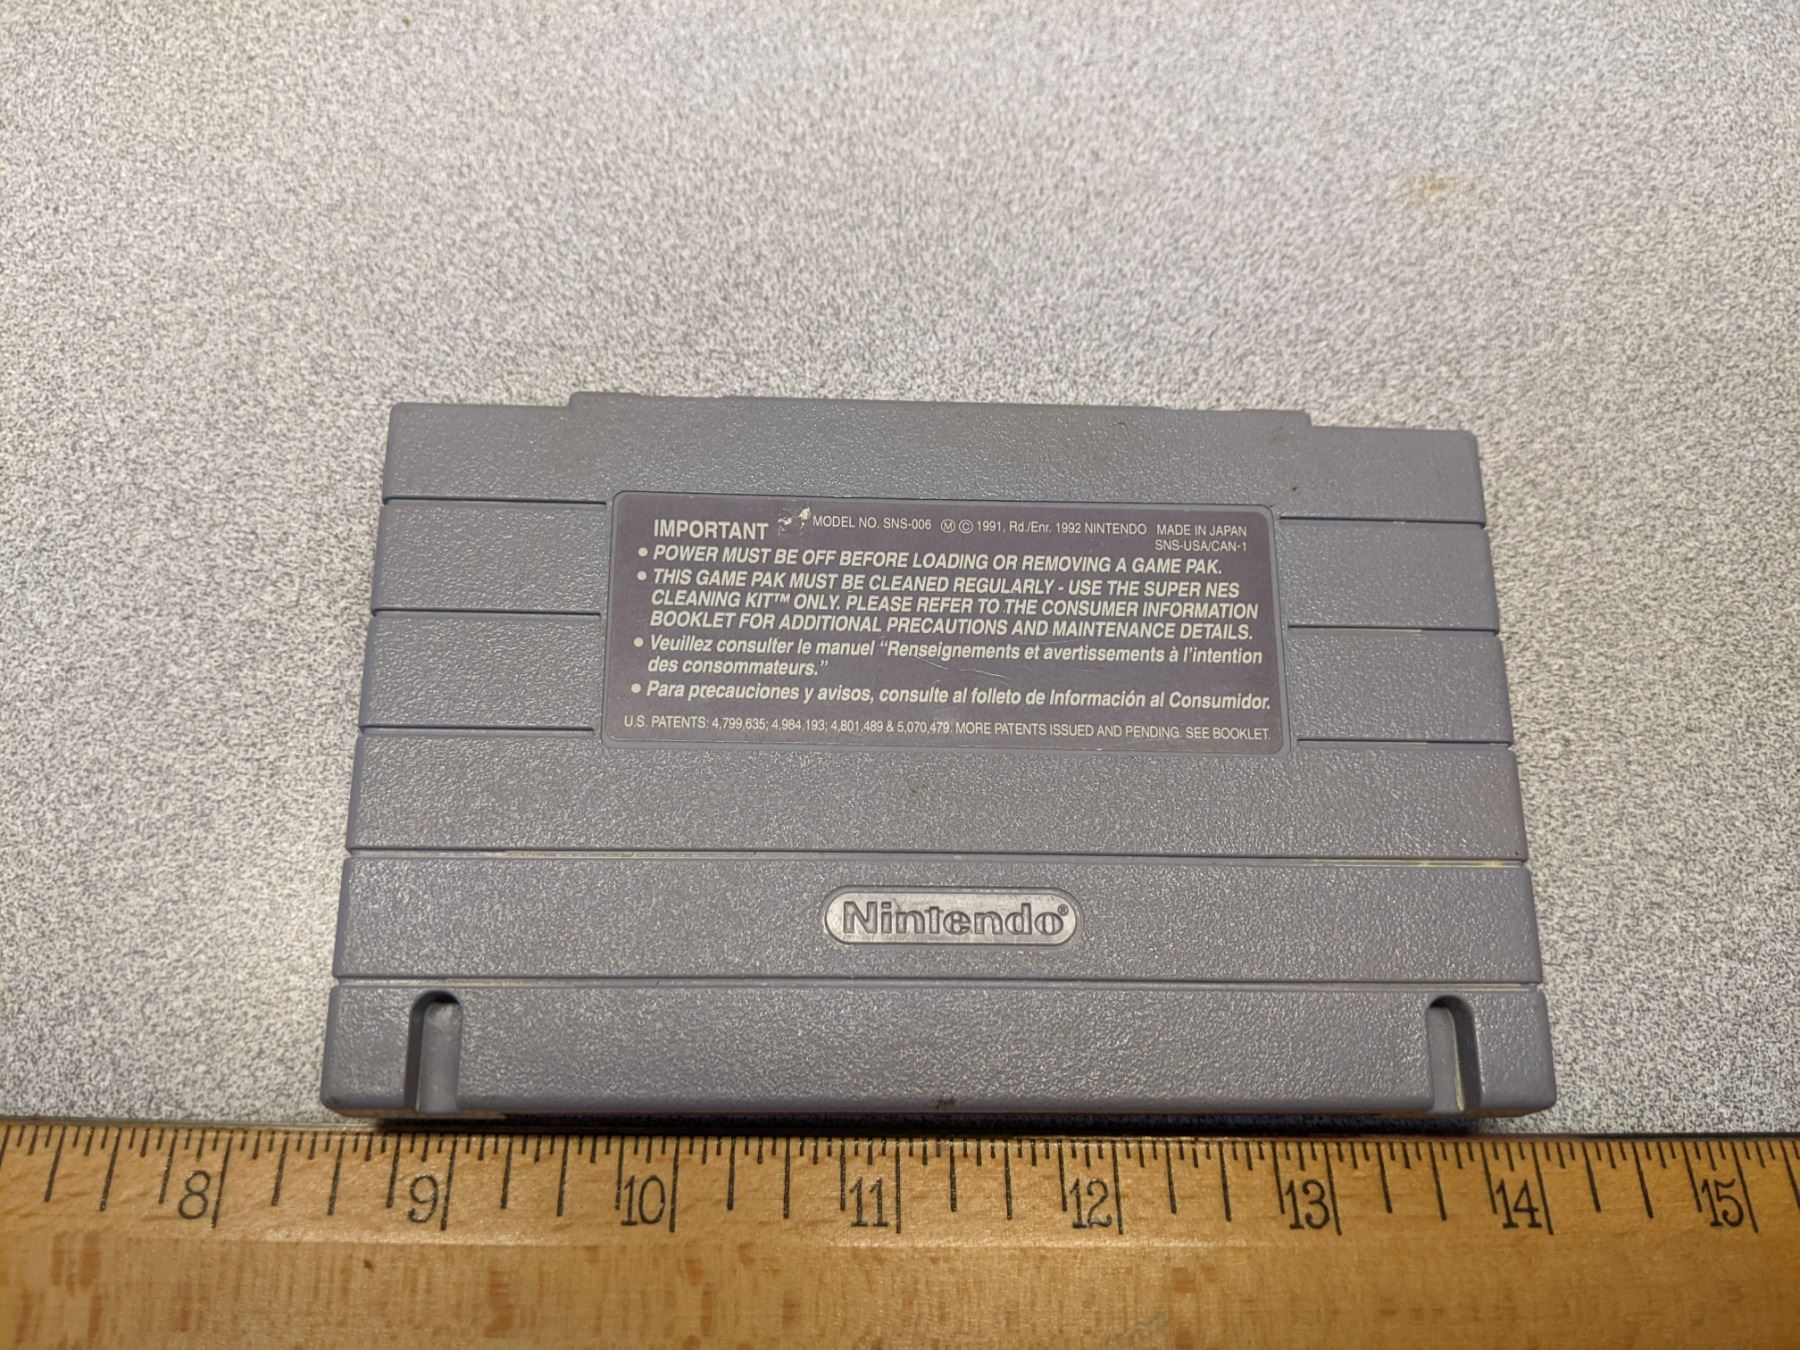 IMPORTANT MODEL NO. SNS-006 Ⓜ © 1991, Rd./Enr. 1992 NINTENDO MADE IN JAPAN
SNS-USA/CAN-1
• POWER MUST BE OFF BEFORE LOADING OR REMOVING A GAME PAK.
• THIS GAME PAK MUST BE CLEANED REGULARLY - USE THE SUPER NES
CLEANING KIT™ ONLY. PLEASE REFER TO THE CONSUMER INFORMATION
BOOKLET FOR ADDITIONAL PRECAUTIONS AND MAINTENANCE DETAILS.
• Veuillez consulter le manuel “Renseignements et avertissements à l’intention
des consommateurs.”
• Para precauciones y avisos, consulte al folleto de Información al Consumidor.
U.S. PATENTS: 4,799,635; 4,984,193; 4,801,489 & 5,070,479. MORE PATENTS ISSUED AND PENDING. SEE BOOKLET.
Nintendo®
8 9 10 11 12 13 14 15